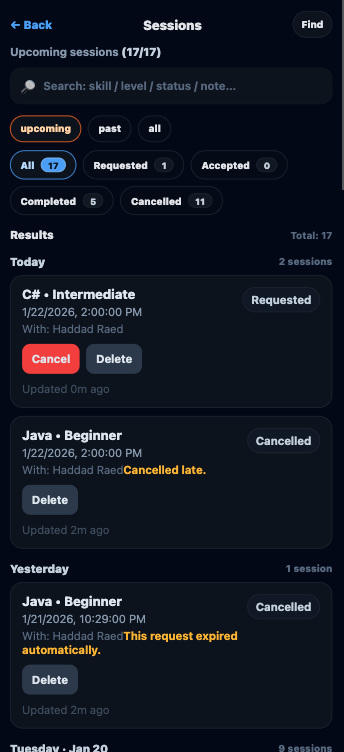 ← Back
Sessions
Find
Upcoming sessions (17/17)
Search: skill / level / status / note...
upcoming
past
all
All 17
Requested 1
Accepted 0
Completed 5
Cancelled 11
Results
Total: 17
Today
2 sessions
C# • Intermediate
Requested
1/22/2026, 2:00:00 PM
With: Haddad Raed
Cancel
Delete
Updated 0m ago
Java • Beginner
Cancelled
1/22/2026, 2:00:00 PM
With: Haddad RaedCancelled late.
Delete
Updated 2m ago
Yesterday
1 session
Java • Beginner
Cancelled
1/21/2026, 10:29:00 PM
With: Haddad RaedThis request expired
automatically.
Delete
Updated 2m ago
Tuesday · Jan 20
9 sessions